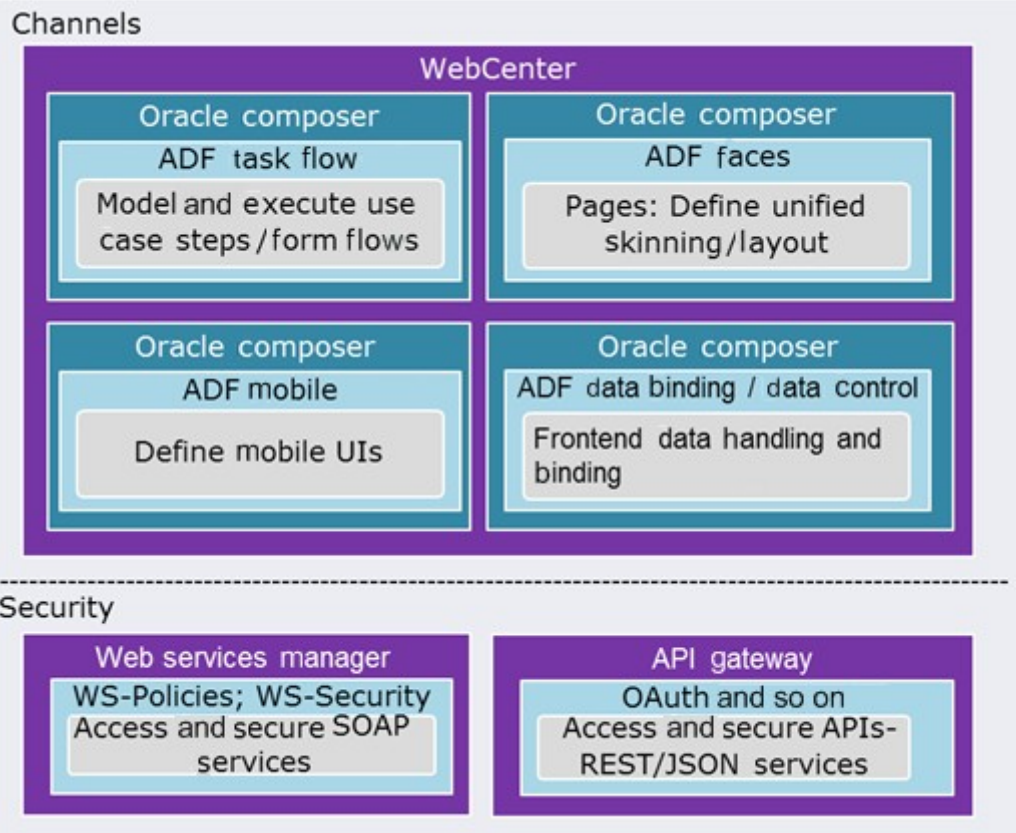 Channels
WebCenter
Oracle composer
ADF task flow
Model and execute use
case steps/form flows
Oracle composer
ADF faces
Pages: Define unified
skinning/layout
Oracle composer
ADF mobile
Define mobile UIs
Oracle composer
ADF data binding / data control
Frontend data handling and
binding
Security
Web services manager
WS-Policies; WS-Security
Access and secure SOAP
services
API gateway
OAuth and so on
Access and secure APIs-
REST/JSON services